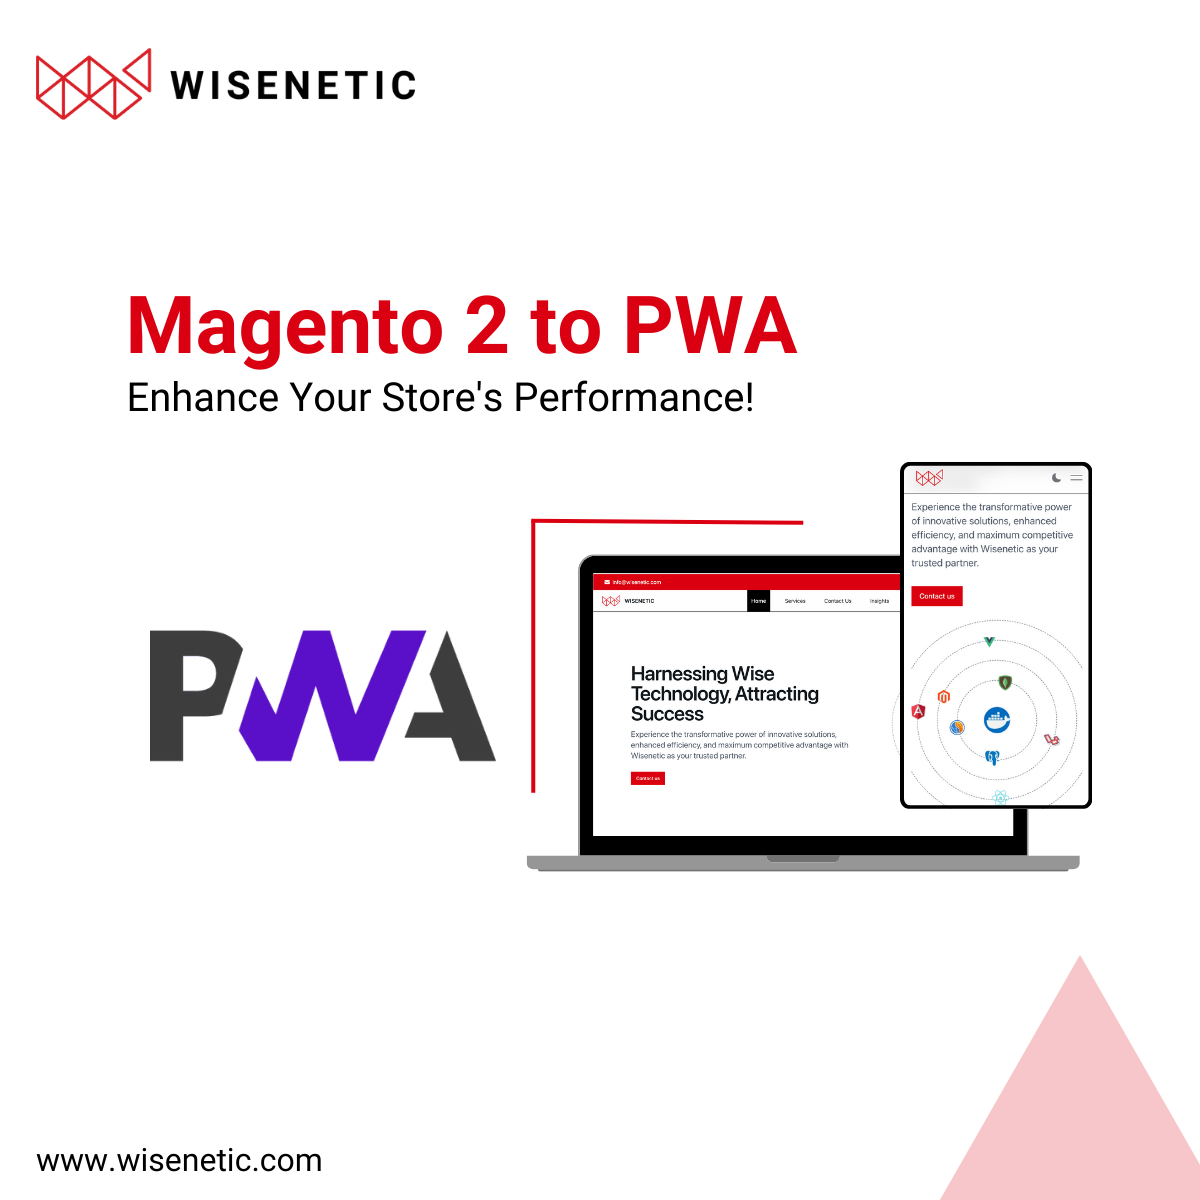 WISENETIC
Magento 2 to PWA
Enhance Your Store's Performance!
PWA
info@wisenetic.com
WISENETIC
Home
Services
Contact Us
Insights
Harnessing Wise
Technology, Attracting
Success
Experience the transformative power of innovative solutions,
enhanced efficiency, and maximum competitive advantage with
Wisenetic as your trusted partner.
Contact us
Experience the transformative power
of innovative solutions, enhanced
efficiency, and maximum competitive
advantage with Wisenetic as your
trusted partner.
Contact us
www.wisenetic.com